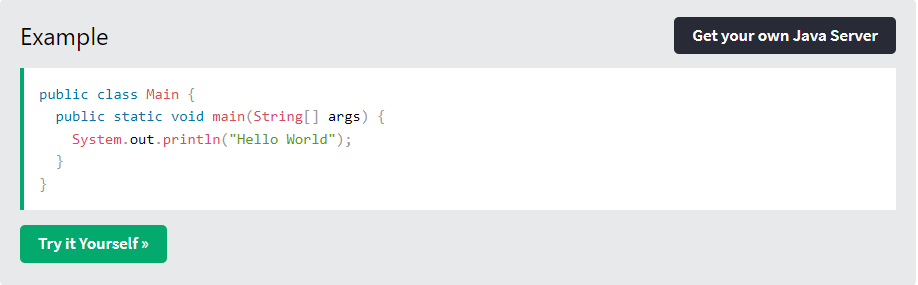 Example
Get your own Java Server
public class Main {
  public static void main(String[] args) {
    System.out.println("Hello World");
  }
}
Try it Yourself »